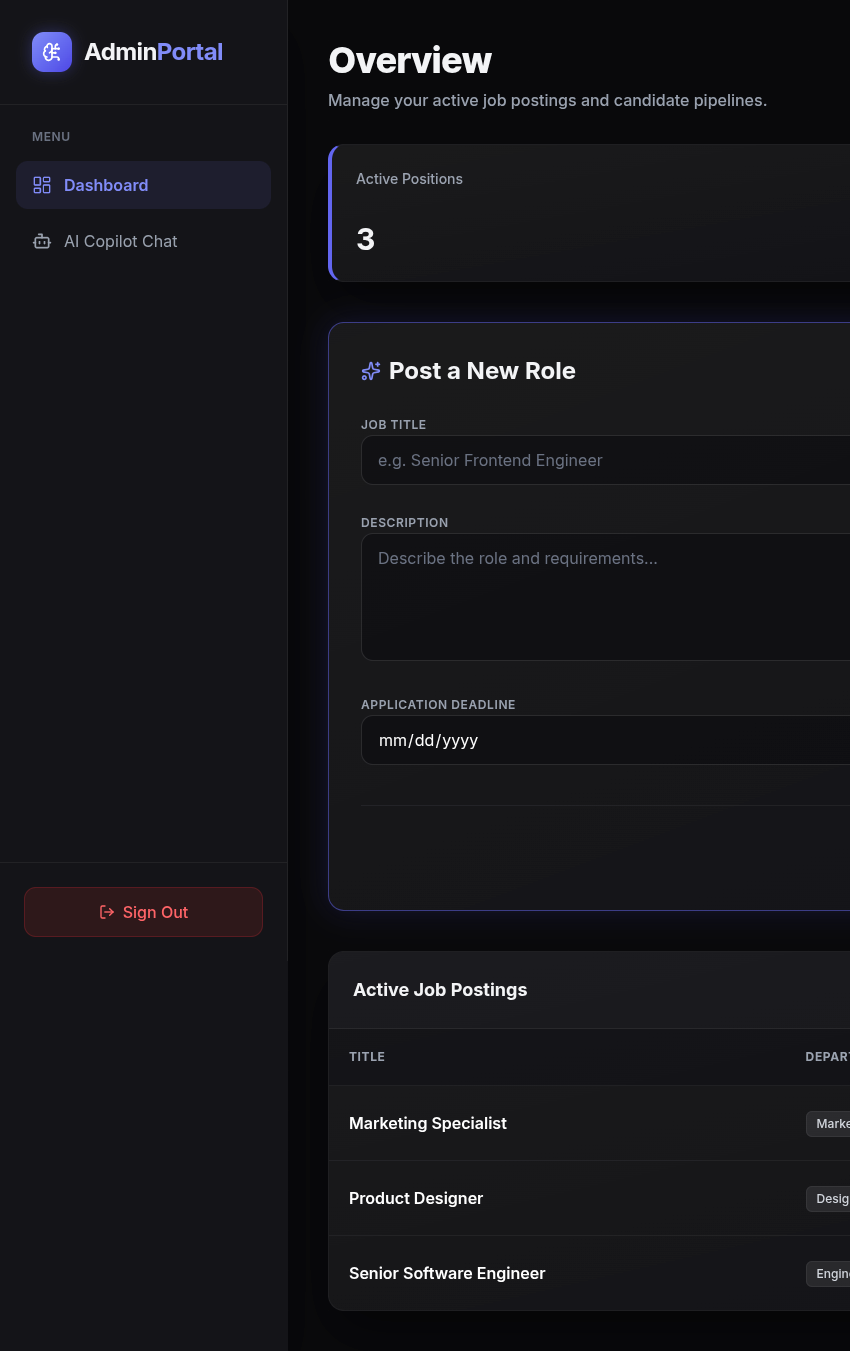 AdminPortal
MENU
Dashboard
AI Copilot Chat
Sign Out
Overview
Manage your active job postings and candidate pipelines.
Active Positions
3
Post a New Role
JOB TITLE
e.g. Senior Frontend Engineer
DESCRIPTION
Describe the role and requirements...
APPLICATION DEADLINE
mm/dd/yyyy
Active Job Postings
TITLE
Marketing Specialist
Product Designer
Senior Software Engineer